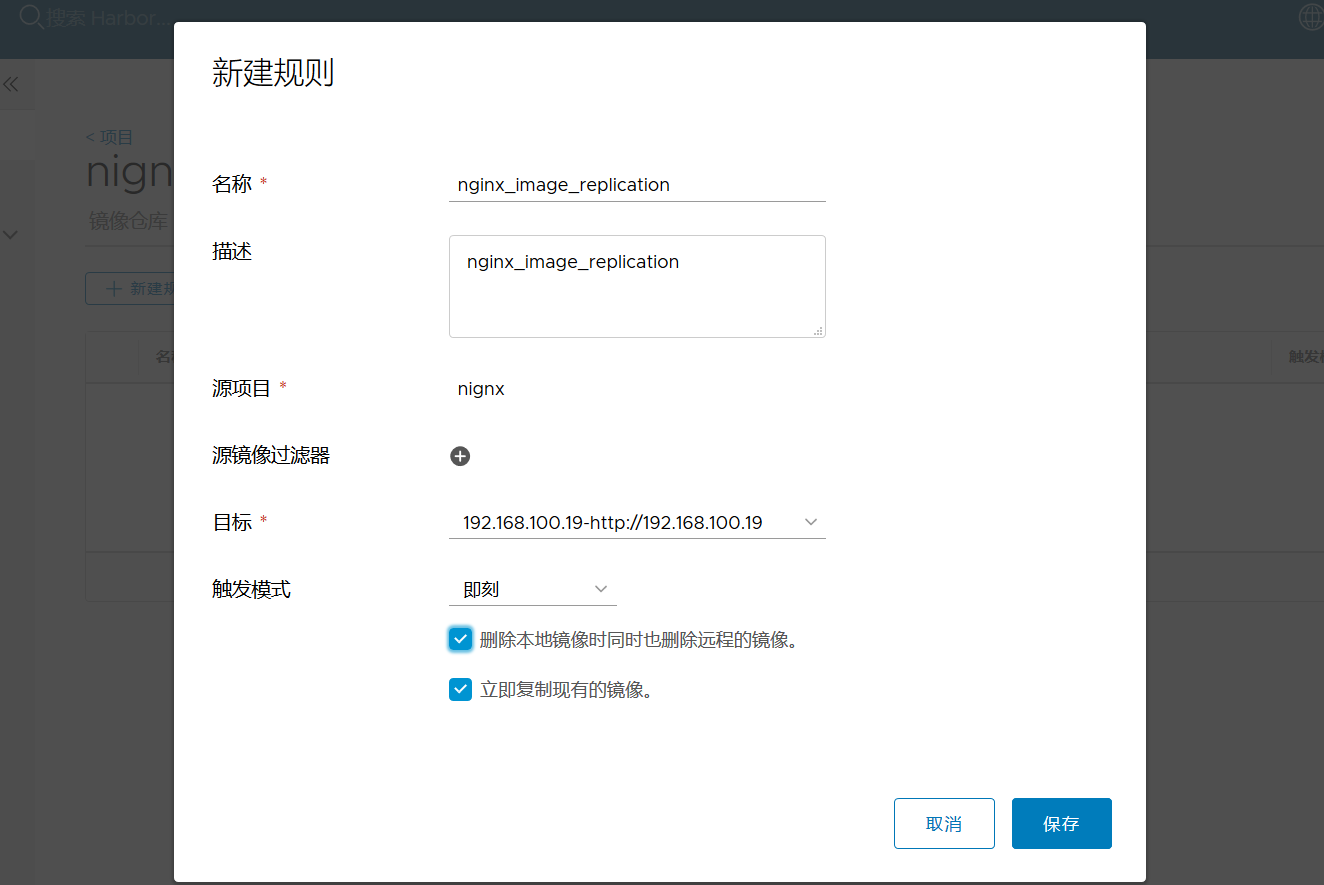 搜索 Harbor...
新建规则
< 项目
nign
镜像仓库
新建规
名称 *
nginx_image_replication
描述
nginx_image_replication
触发模
源项目 *
nignx
源镜像过滤器
目标 *
192.168.100.19-http://192.168.100.19
触发模式
即刻
删除本地镜像时同时也删除远程的镜像。
立即复制现有的镜像。
取消
保存